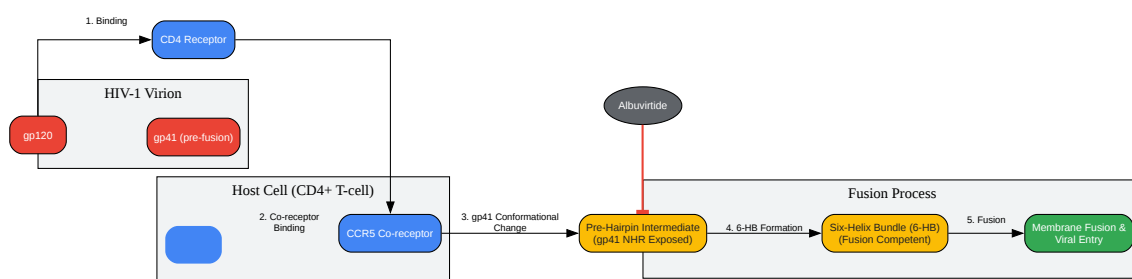 1. Binding
CD4 Receptor
HIV-1 Virion
gp120
gp41 (pre-fusion)
Albuvirtide
Host Cell (CD4+ T-cell)
2. Co-receptor
Binding
CCR5 Co-receptor
3. gp41 Conformational
Change
Fusion Process
Pre-Hairpin Intermediate
(gp41 NHR Exposed)
4. 6-HB Formation
Six-Helix Bundle (6-HB)
(Fusion Competent)
5. Fusion
Membrane Fusion &
Viral Entry